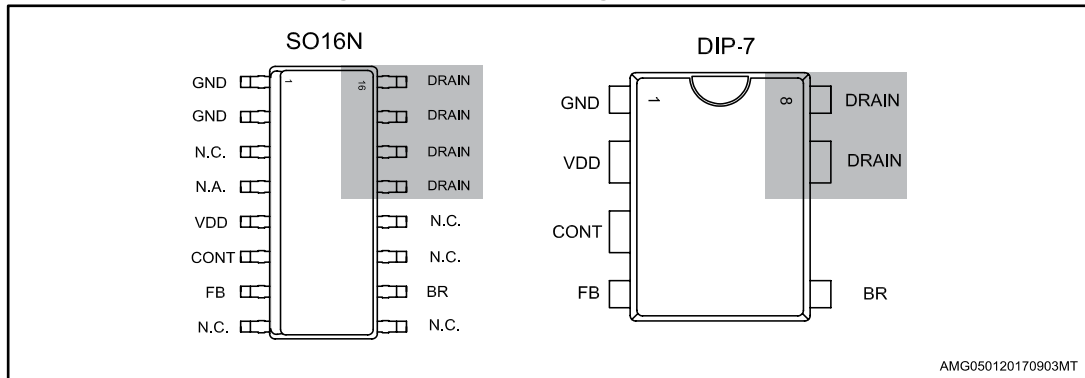 SO16N
GND 1 16 DRAIN
GND DRAIN
N.C. DRAIN
N.A. DRAIN
VDD N.C.
CONT N.C.
FB BR
N.C. N.C.
DIP-7
GND 1 8 DRAIN
VDD DRAIN
CONT
FB BR
AMG050120170903MT